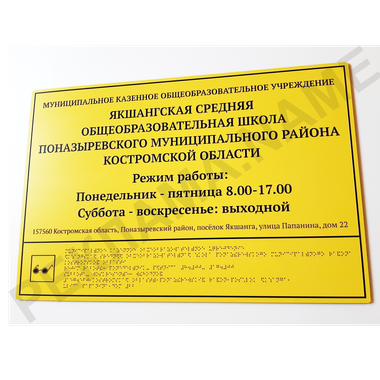 МУНИЦИПАЛЬНОЕ КАЗЕННОЕ ОБЩЕОБРАЗОВАТЕЛЬНОЕ УЧРЕЖДЕНИЕ
ЯКШАНГСКАЯ СРЕДНЯЯ
ОБЩЕОБРАЗОВАТЕЛЬНАЯ ШКОЛА
ПОНАЗЫРЕВСКОГО МУНИЦИПАЛЬНОГО РАЙОНА
КОСТРОМСКОЙ ОБЛАСТИ
Режим работы:
Понедельник - пятница 8.00-17.00
Суббота - воскресенье: выходной
157560 Костромская область, Поназыревский район, посёлок Якшанга, улица Папанина, дом 22